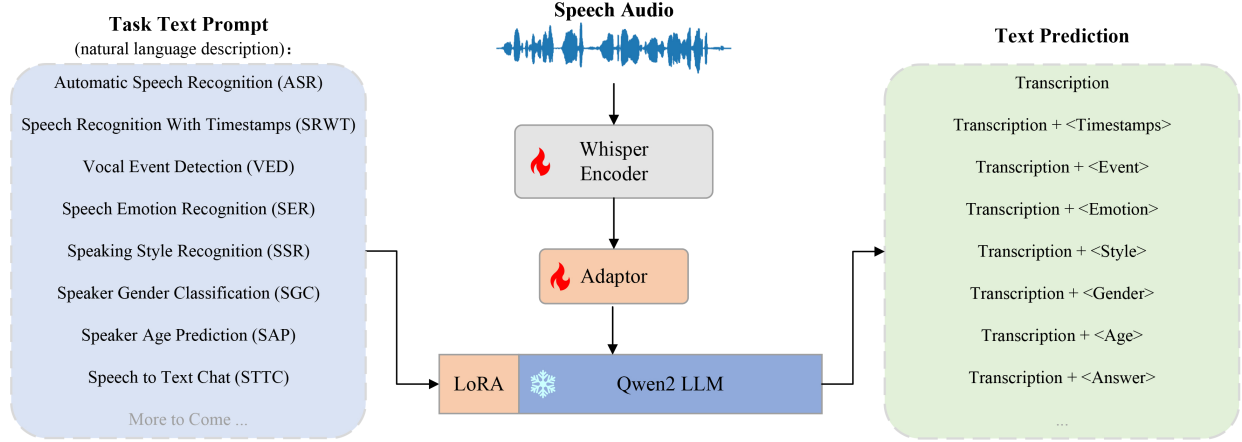 Task Text Prompt
(natural language description):
Automatic Speech Recognition (ASR)
Speech Recognition With Timestamps (SRWT)
Vocal Event Detection (VED)
Speech Emotion Recognition (SER)
Speaking Style Recognition (SSR)
Speaker Gender Classification (SGC)
Speaker Age Prediction (SAP)
Speech to Text Chat (STTC)
More to Come ...
Speech Audio
Whisper
Encoder
Adaptor
LoRA
Qwen2 LLM
Text Prediction
Transcription
Transcription + <Timestamps>
Transcription + <Event>
Transcription + <Emotion>
Transcription + <Style>
Transcription + <Gender>
Transcription + <Age>
Transcription + <Answer>
...